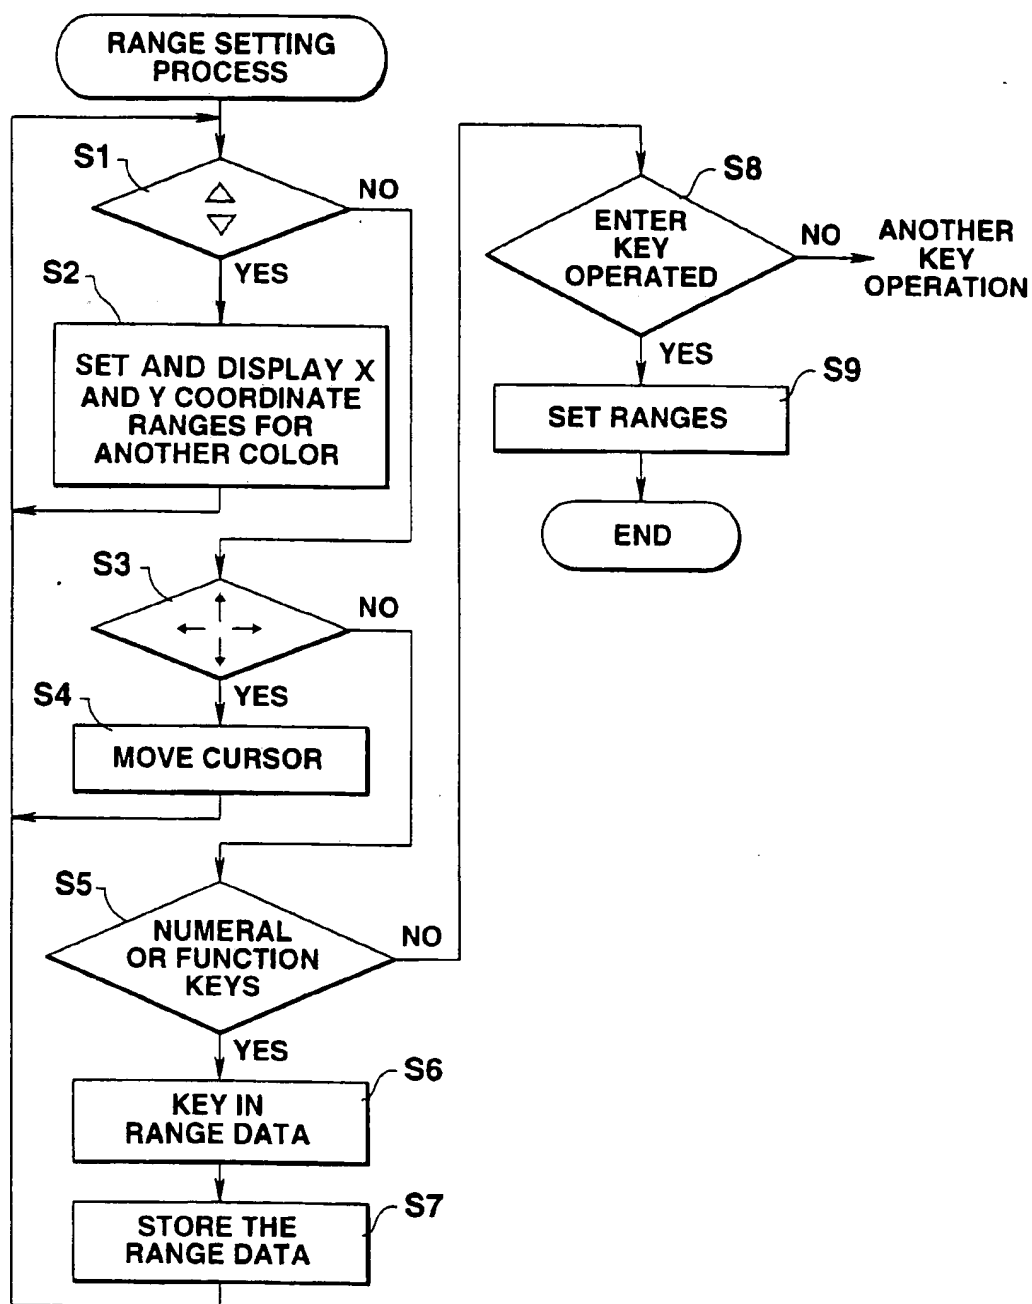 RANGE SETTING
PROCESS
S1
NO
YES
S2
SET AND DISPLAY X
AND Y COORDINATE
RANGES FOR
ANOTHER COLOR
S3
NO
YES
S4
MOVE CURSOR
S5
NUMERAL
OR FUNCTION
KEYS
NO
YES
S6
KEY IN
RANGE DATA
S7
STORE THE
RANGE DATA
S8
ENTER
KEY
OPERATED
NO
ANOTHER
KEY
OPERATION
YES
S9
SET RANGES
END